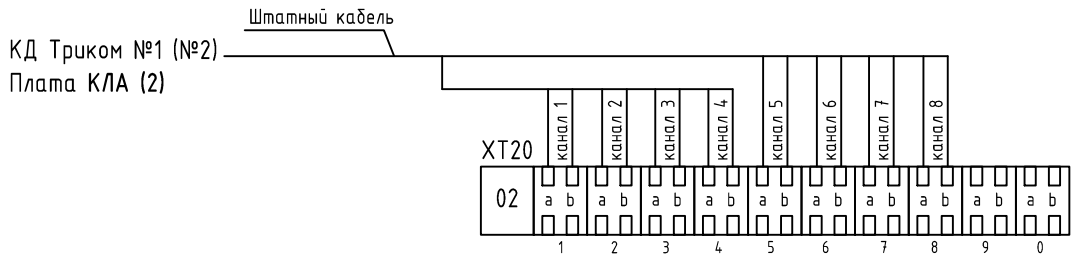 Штатный кабель
КД Триком №1 (№2)
Плата КЛА (2)
канал 1
канал 2
канал 3
канал 4
канал 5
канал 6
канал 7
канал 8
XT20
02
a b a b a b a b a b a b a b a b a b a b
1 2 3 4 5 6 7 8 9 0